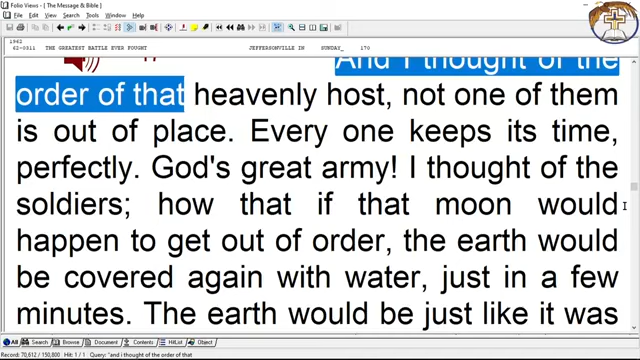 Folio Views - [The Message & Bible]
File Edit View Search Tools Window Help
1962
62-0311 THE GREATEST BATTLE EVER FOUGHT JEFFERSONVILLE IN SUNDAY_ 170
And I thought of the
order of that heavenly host, not one of them
is out of place. Every one keeps its time,
perfectly. God's great army! I thought of the
soldiers; how that if that moon would
happen to get out of order, the earth would
be covered again with water, just in a few
minutes. The earth would be just like it was
All Search Browse Document Contents HitList Object
Record: 70,612 / 150,800 Hit: 1 / 1 Query: "and i thought of the order of that